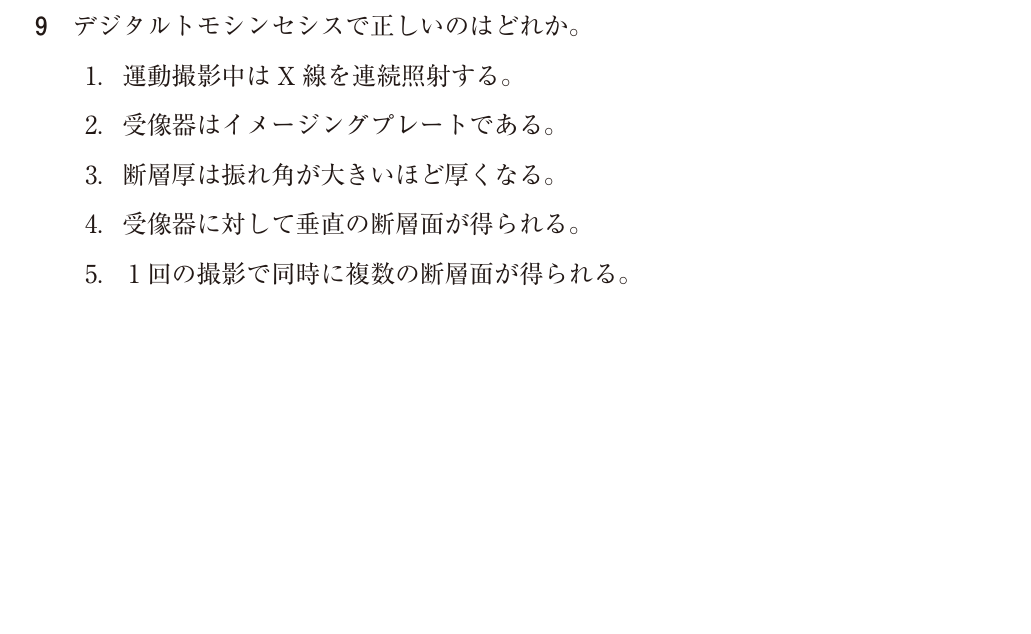 9 デジタルトモシンセシスで正しいのはどれか。
1. 運動撮影中は X 線を連続照射する。
2. 受像器はイメージングプレートである。
3. 断層厚は振れ角が大きいほど厚くなる。
4. 受像器に対して垂直の断層面が得られる。
5. 1 回の撮影で同時に複数の断層面が得られる。